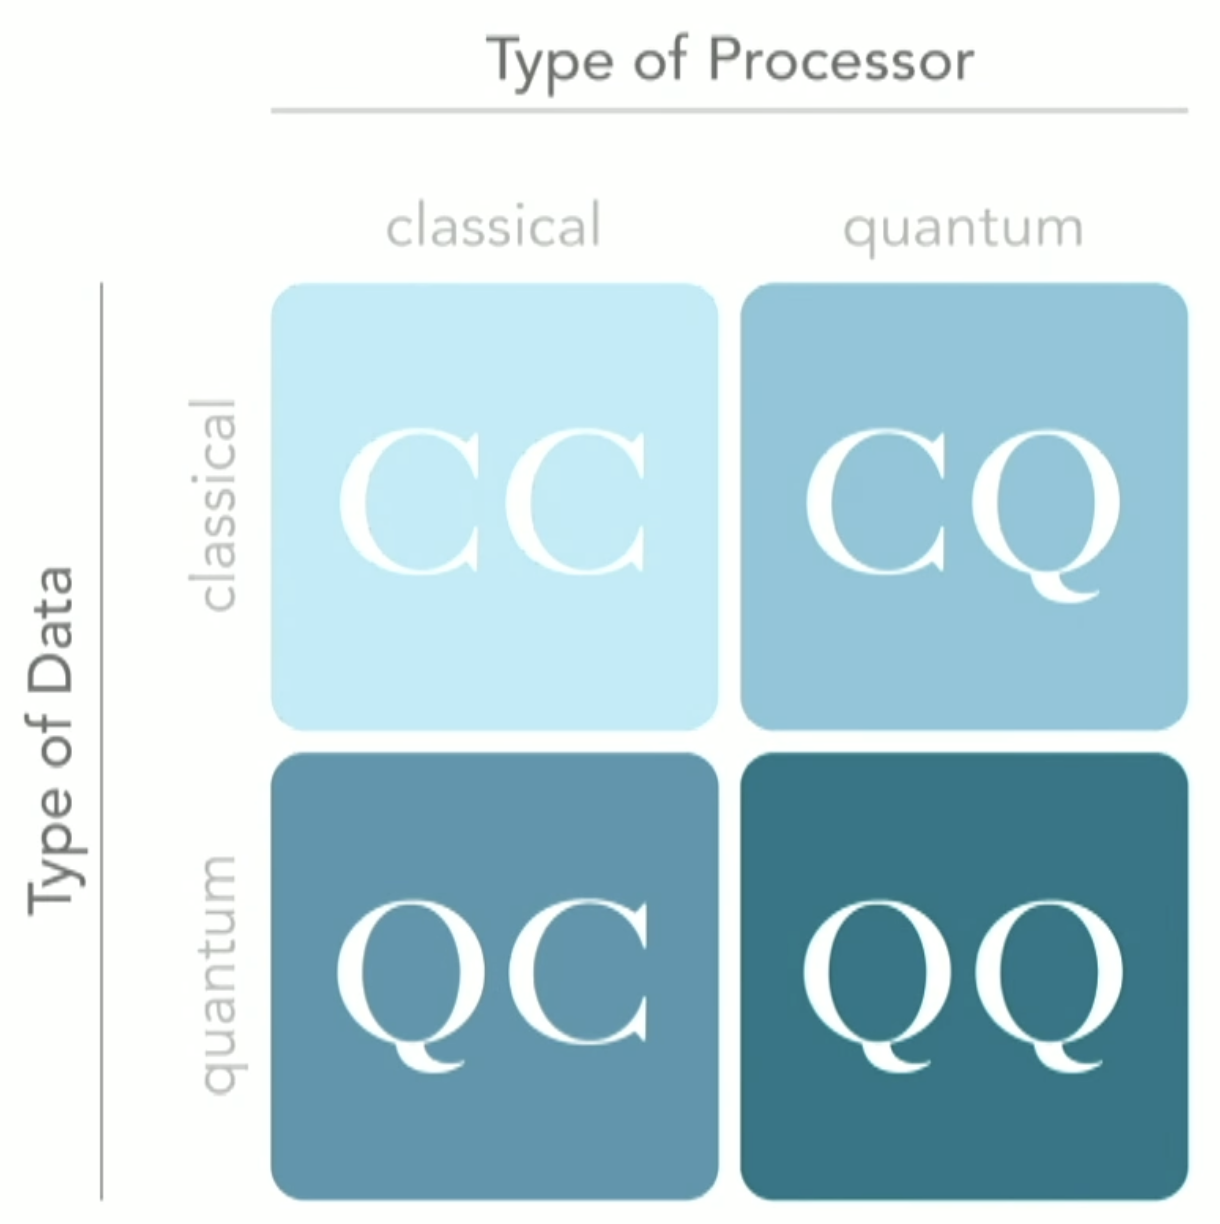 Type of Processor
classical
quantum
Type of Data
classical
CC
CQ
quantum
QC
QQ